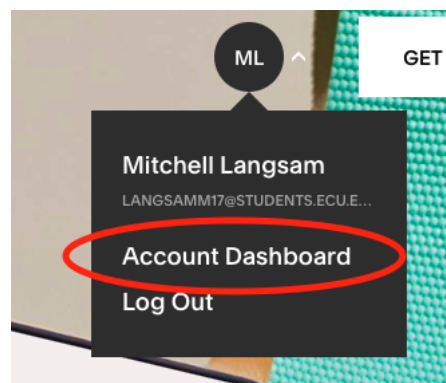 ML
GET
Mitchell Langsam
LANGSAMM17@STUDENTS.ECU.E...
Account Dashboard
Log Out